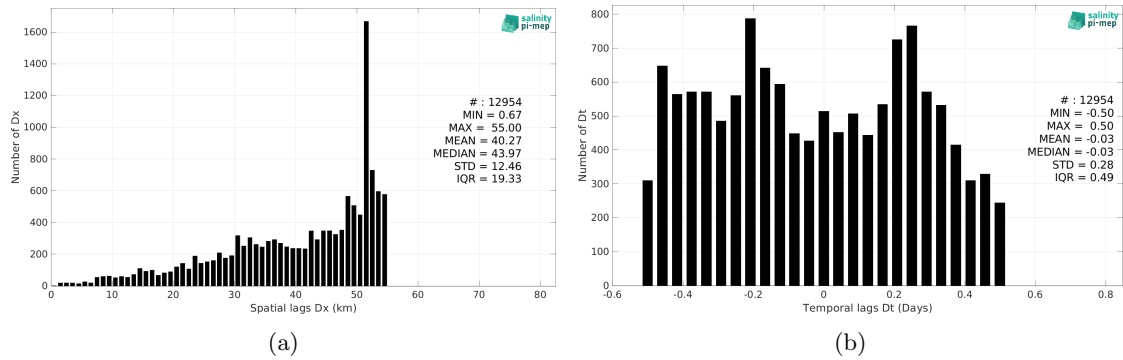 1600
1400
1200
1000
800
600
400
200
0
Number of Dx
salinity
pi-mep
# : 12954
MIN = 0.67
MAX = 55.00
MEAN = 40.27
MEDIAN = 43.97
STD = 12.46
IQR = 19.33
0 10 20 30 40 50 60 70 80
Spatial lags Dx (km)
(a)
800
700
600
500
400
300
200
100
0
Number of Dt
salinity
pi-mep
# : 12954
MIN = -0.50
MAX = 0.50
MEAN = -0.03
MEDIAN = -0.03
STD = 0.28
IQR = 0.49
-0.6 -0.4 -0.2 0 0.2 0.4 0.6 0.8
Temporal lags Dt (Days)
(b)